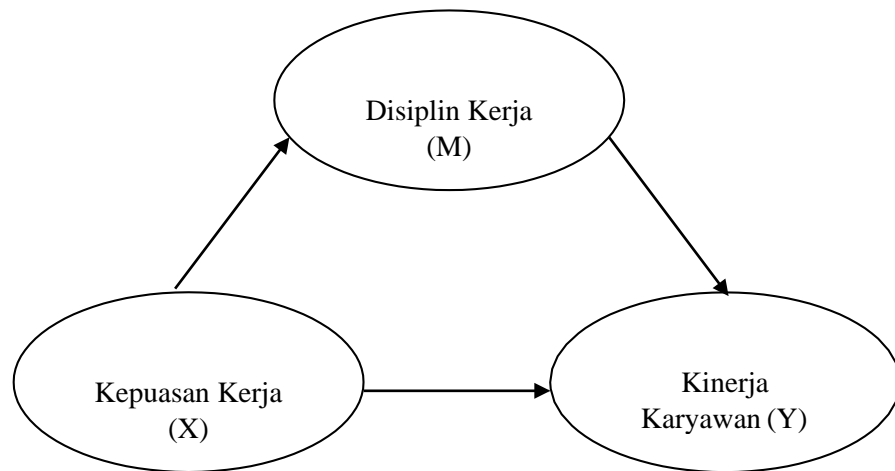 Disiplin Kerja
(M)
Kepuasan Kerja
(X)
Kinerja
Karyawan (Y)